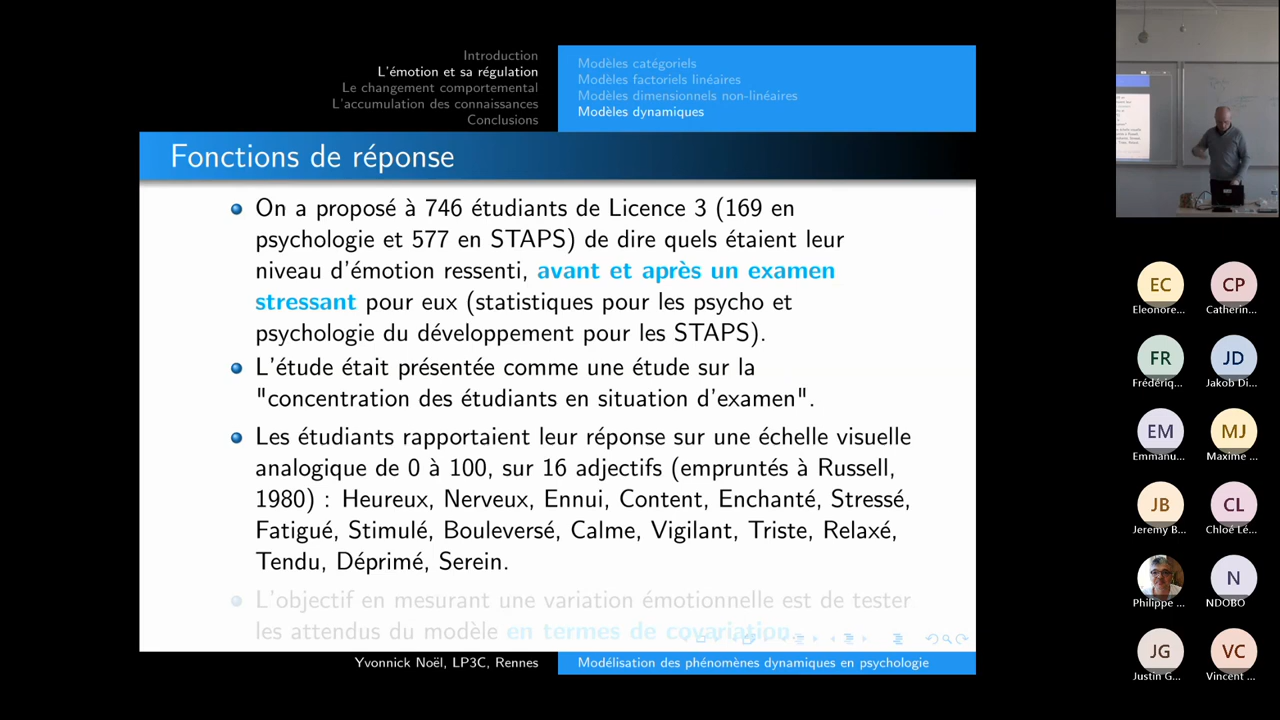 Introduction
L'émotion et sa régulation
Le changement comportemental
L'accumulation des connaissances
Conclusions
Modèles catégoriels
Modèles factoriels linéaires
Modèles dimensionnels non-linéaires
Modèles dynamiques
Fonctions de réponse
On a proposé à 746 étudiants de Licence 3 (169 en
psychologie et 577 en STAPS) de dire quels étaient leur
niveau d'émotion ressenti, avant et après un examen
stressant pour eux (statistiques pour les psycho et
psychologie du développement pour les STAPS).
L'étude était présentée comme une étude sur la
"concentration des étudiants en situation d'examen".
Les étudiants rapportaient leur réponse sur une échelle visuelle
analogique de 0 à 100, sur 16 adjectifs (empruntés à Russell,
1980) : Heureux, Nerveux, Ennui, Content, Enchanté, Stressé,
Fatigué, Stimulé, Bouleversé, Calme, Vigilant, Triste, Relaxé,
Tendu, Déprimé, Serein.
L'objectif en mesurant une variation émotionnelle est de tester
les attendus du modèle en termes de covariation.
Yvonnick Noël, LP3C, Rennes
Modélisation des phénomènes dynamiques en psychologie
EC
Eleonore...
CP
Catherin...
FR
Frédériq...
JD
Jakob Di...
EM
Emmanu...
MJ
Maxime ...
JB
Jeremy B...
CL
Chloé Lé...
Philippe ...
N
NDOBO
JG
Justin G...
VC
Vincent ...